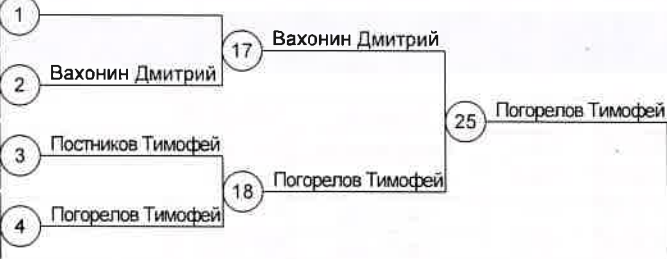 1
17 Вахонин Дмитрий
2 Вахонин Дмитрий
25 Погорелов Тимофей
3 Постников Тимофей
18 Погорелов Тимофей
4 Погорелов Тимофей